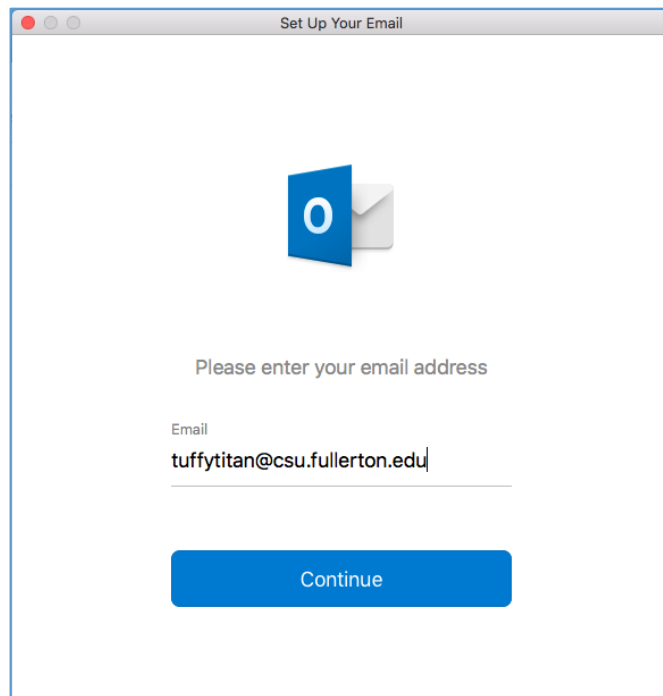 Set Up Your Email
O
Please enter your email address
Email
tuffytitan@csu.fullerton.edu
Continue